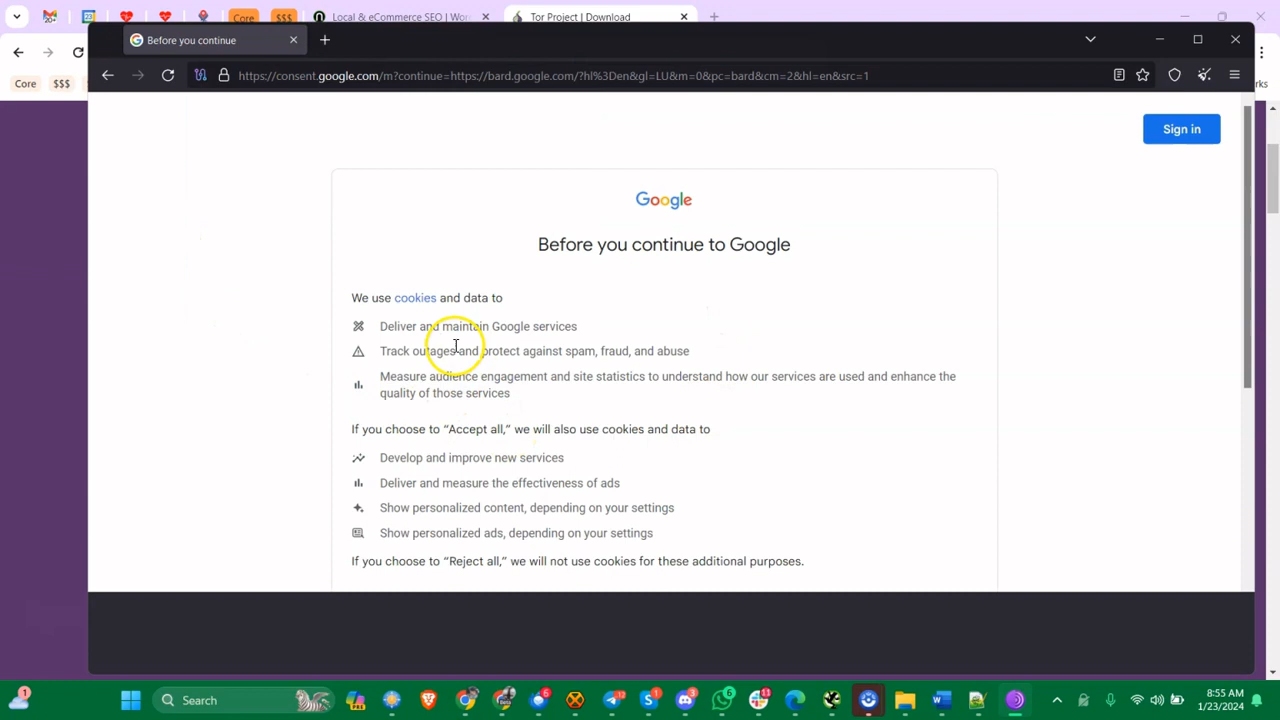 Core
$$$
Local & eCommerce SEO | Wor
Tor Project | Download
Before you continue
https://consent.google.com/m?continue=https://bard.google.com/?hl%3Den&gl=LU&m=0&pc=bard&cm=2&hl=en&src=1
Core
$$$
rks
Sign in
Google
Before you continue to Google
We use cookies and data to
Deliver and maintain Google services
Track outages and protect against spam, fraud, and abuse
Measure audience engagement and site statistics to understand how our services are used and enhance the
quality of those services
If you choose to “Accept all,” we will also use cookies and data to
Develop and improve new services
Deliver and measure the effectiveness of ads
Show personalized content, depending on your settings
Show personalized ads, depending on your settings
If you choose to “Reject all,” we will not use cookies for these additional purposes.
1
Search
8:55 AM
1/23/2024